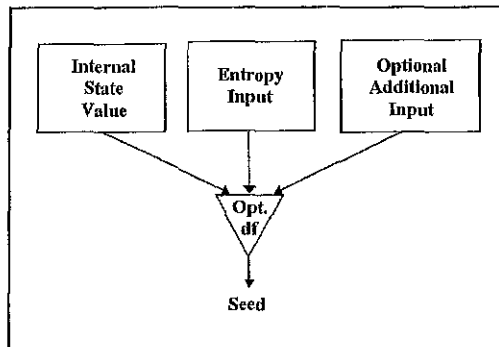 Internal
State
Value
Entropy
Input
Optional
Additional
Input
Opt.
df
Seed